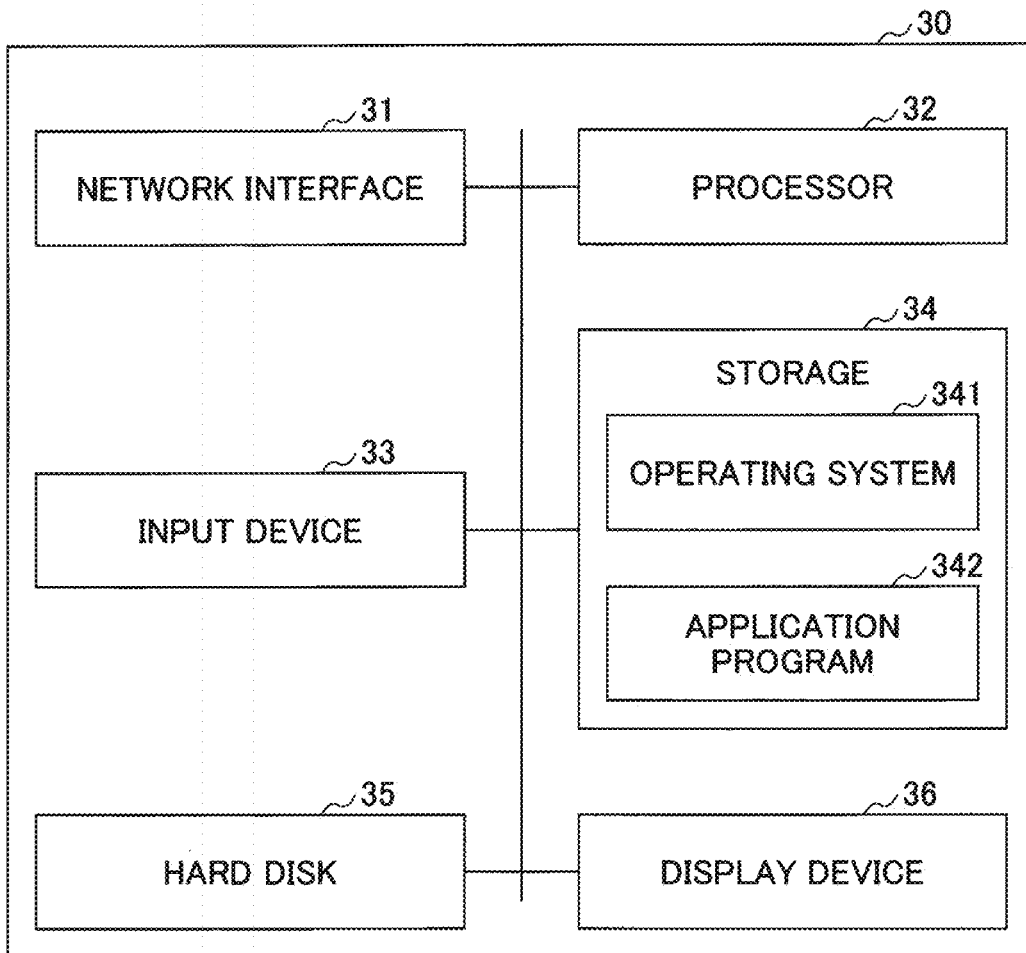 30
31
NETWORK INTERFACE
32
PROCESSOR
33
INPUT DEVICE
34
STORAGE
341
OPERATING SYSTEM
342
APPLICATION
PROGRAM
35
HARD DISK
36
DISPLAY DEVICE